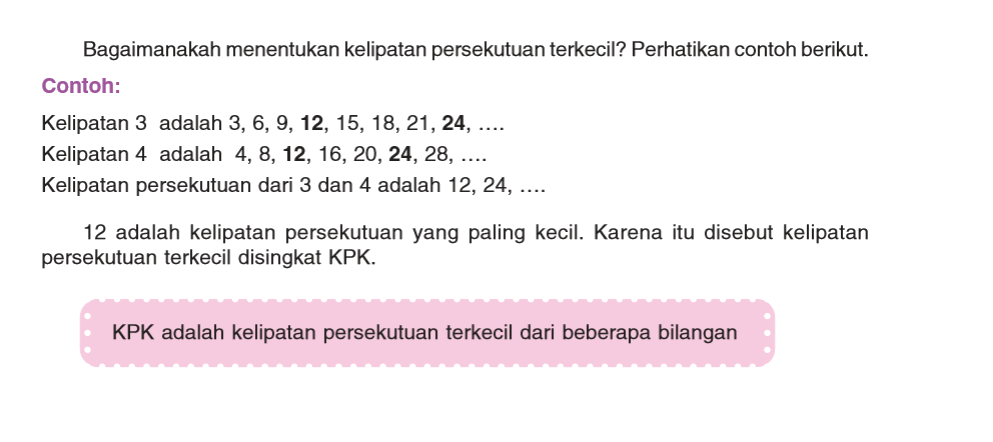 Bagaimanakah menentukan kelipatan persekutuan terkecil? Perhatikan contoh berikut.
Contoh:
Kelipatan 3 adalah 3, 6, 9, 12, 15, 18, 21, 24, ....
Kelipatan 4 adalah 4, 8, 12, 16, 20, 24, 28, ....
Kelipatan persekutuan dari 3 dan 4 adalah 12, 24, ....
12 adalah kelipatan persekutuan yang paling kecil. Karena itu disebut kelipatan
persekutuan terkecil disingkat KPK.
KPK adalah kelipatan persekutuan terkecil dari beberapa bilangan